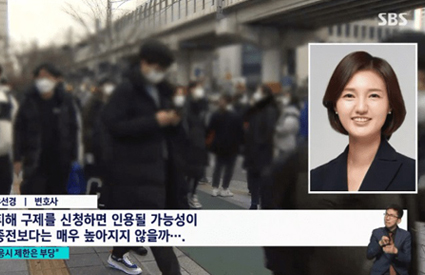 SBS
선경 | 변호사
피해 구제를 신청하면 인용될 가능성이
종전보다는 매우 높아지지 않을까….
응시 제한은 부당"